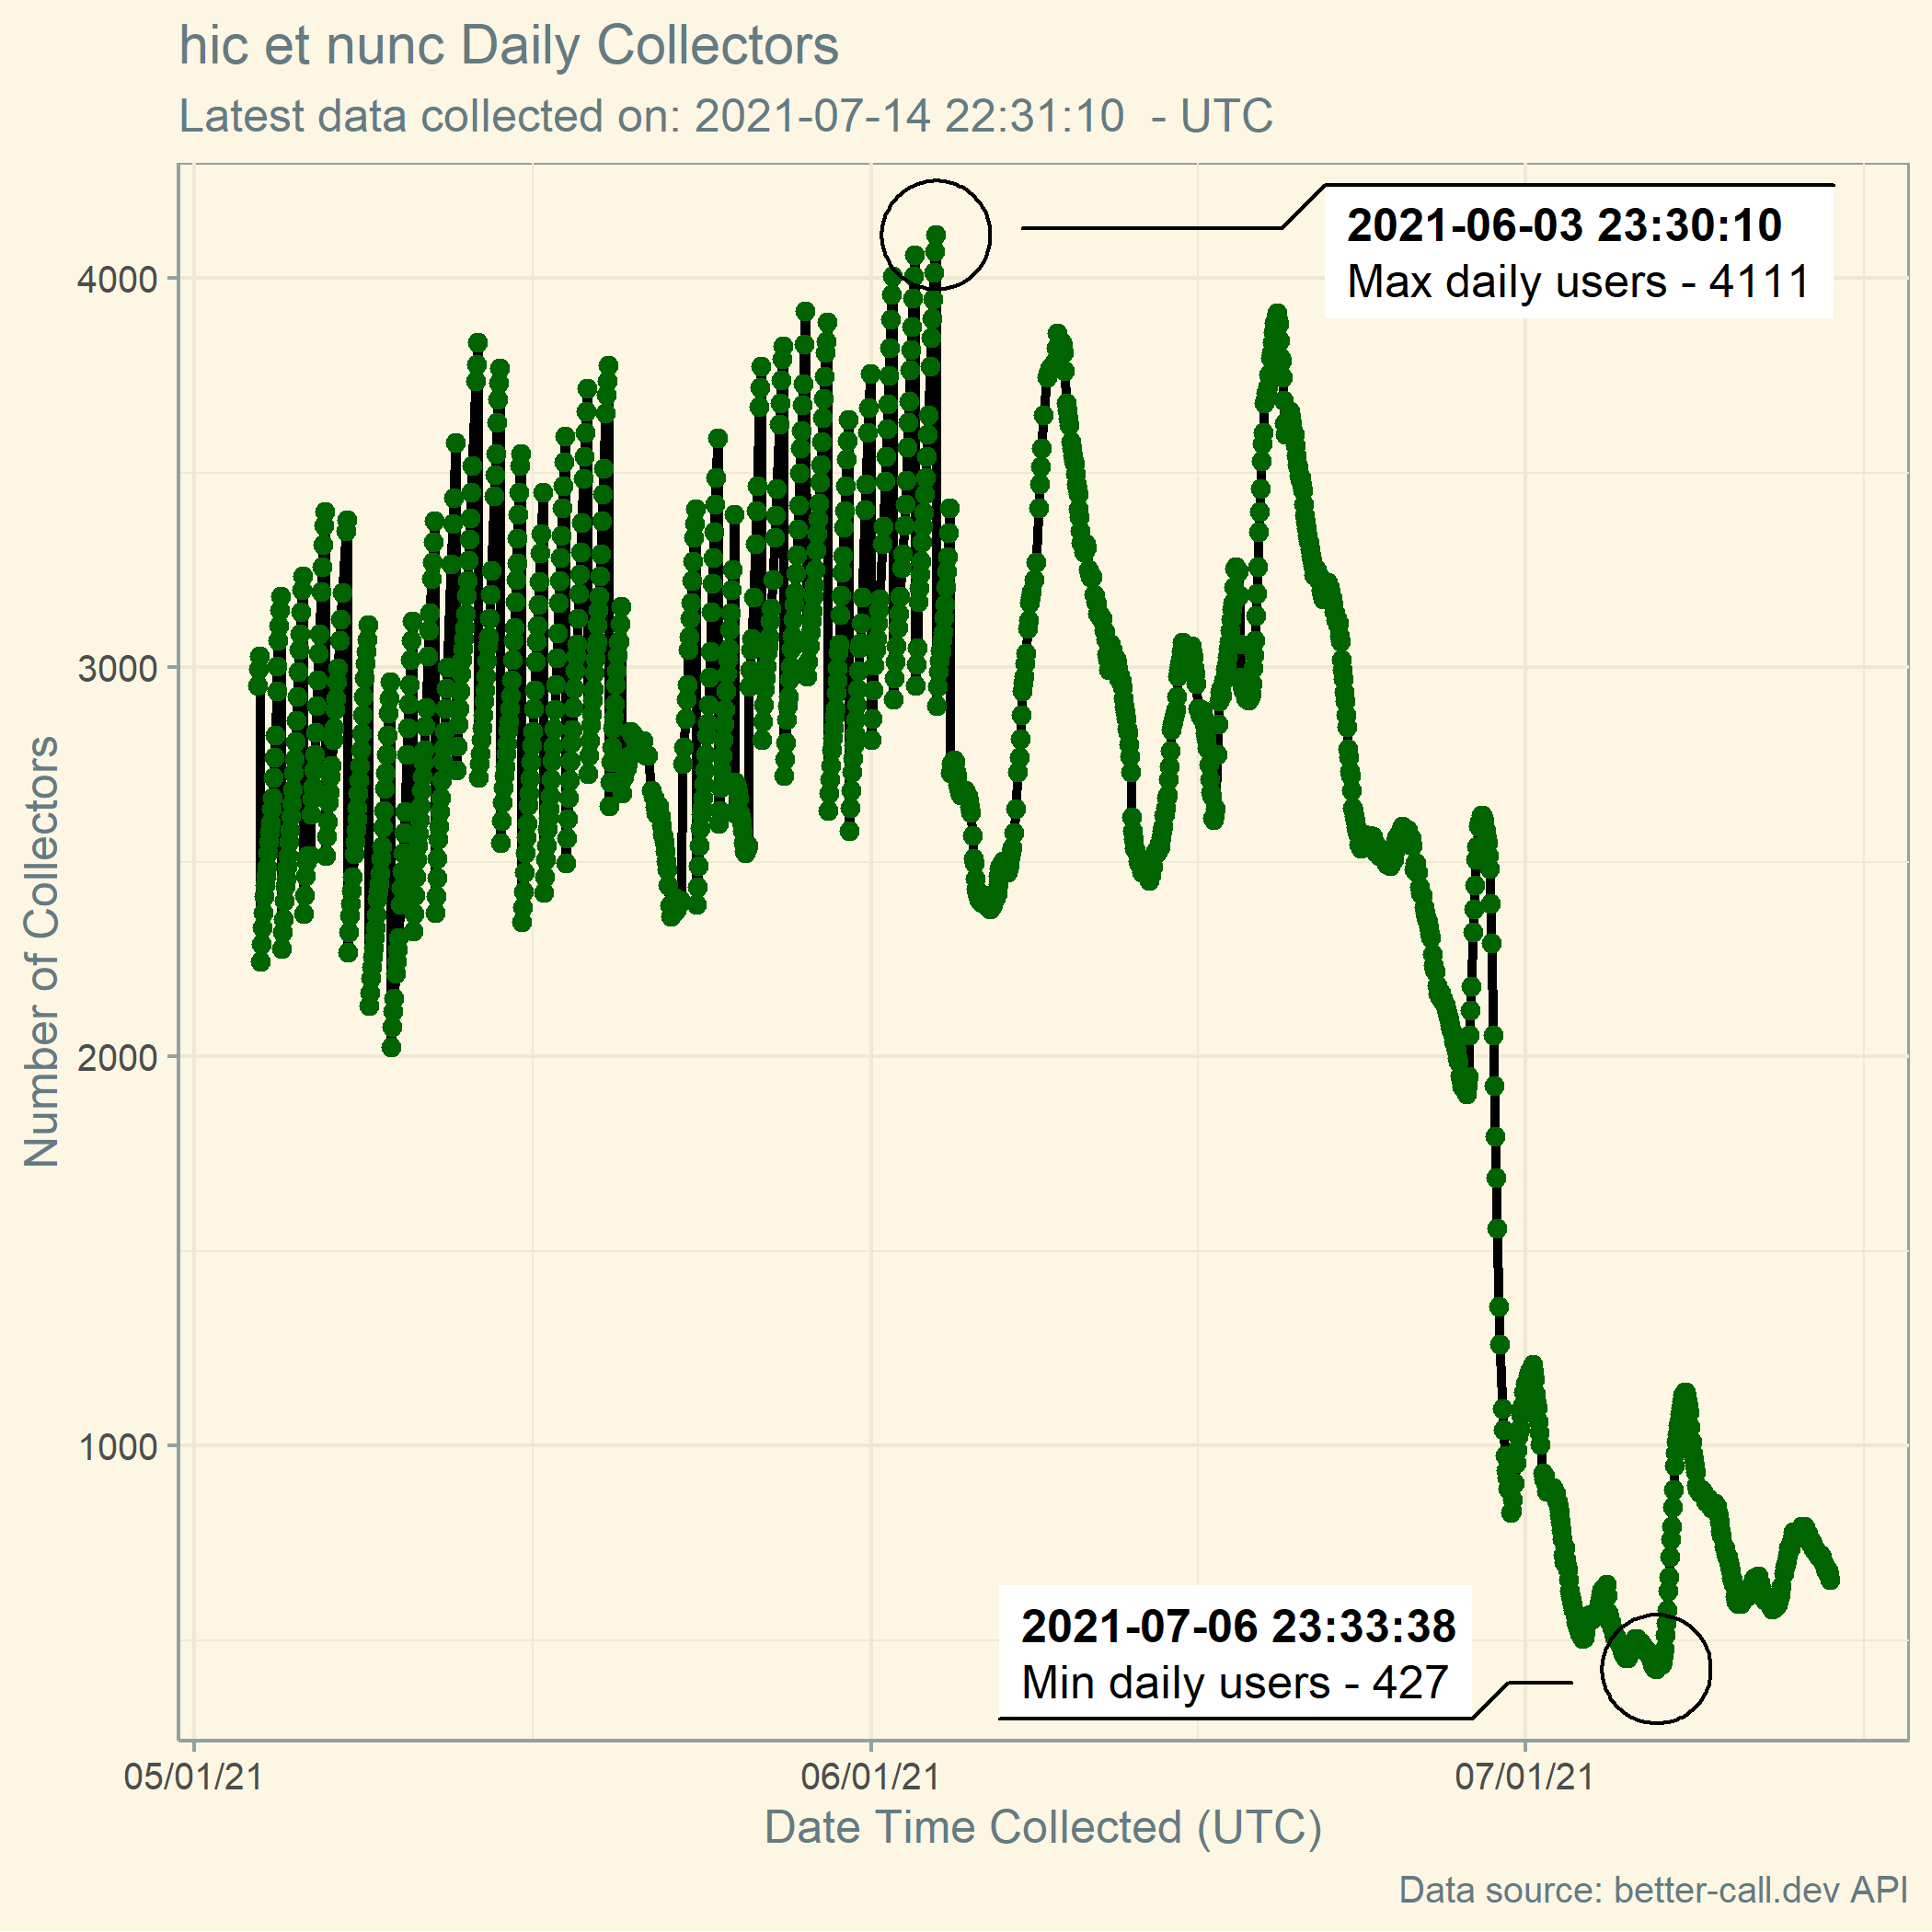 hic et nunc Daily Collectors
Latest data collected on: 2021-07-14 22:31:10  - UTC
2021-06-03 23:30:10
Max daily users - 4111
4000
3000
2000
1000
Number of Collectors
2021-07-06 23:33:38
Min daily users - 427
05/01/21
06/01/21
07/01/21
Date Time Collected (UTC)
Data source: better-call.dev API